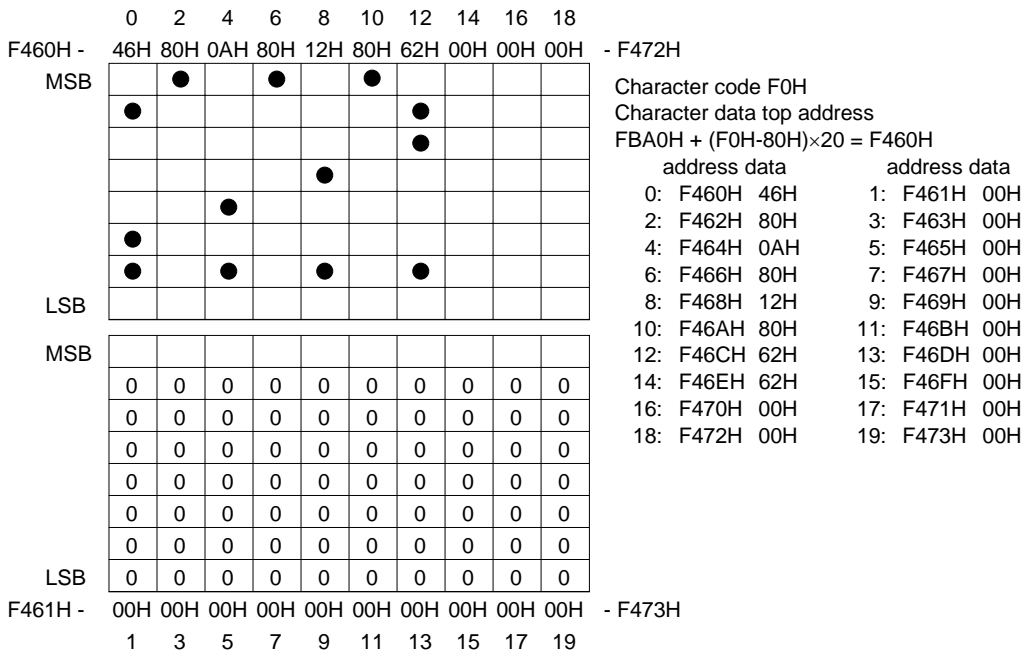 0 2 4 6 8 10 12 14 16 18
F460H - 46H 80H 0AH 80H 12H 80H 62H 00H 00H 00H - F472H
MSB
LSB
MSB
0 0 0 0 0 0 0 0 0 0
0 0 0 0 0 0 0 0 0 0
0 0 0 0 0 0 0 0 0 0
0 0 0 0 0 0 0 0 0 0
0 0 0 0 0 0 0 0 0 0
0 0 0 0 0 0 0 0 0 0
LSB 0 0 0 0 0 0 0 0 0 0
F461H - 00H 00H 00H 00H 00H 00H 00H 00H 00H 00H - F473H
1 3 5 7 9 11 13 15 17 19
Character code F0H
Character data top address
FBA0H + (F0H-80H)×20 = F460H
address data address data
0: F460H 46H 1: F461H 00H
2: F462H 80H 3: F463H 00H
4: F464H 0AH 5: F465H 00H
6: F466H 80H 7: F467H 00H
8: F468H 12H 9: F469H 00H
10: F46AH 80H 11: F46BH 00H
12: F46CH 62H 13: F46DH 00H
14: F46EH 62H 15: F46FH 00H
16: F470H 00H 17: F471H 00H
18: F472H 00H 19: F473H 00H